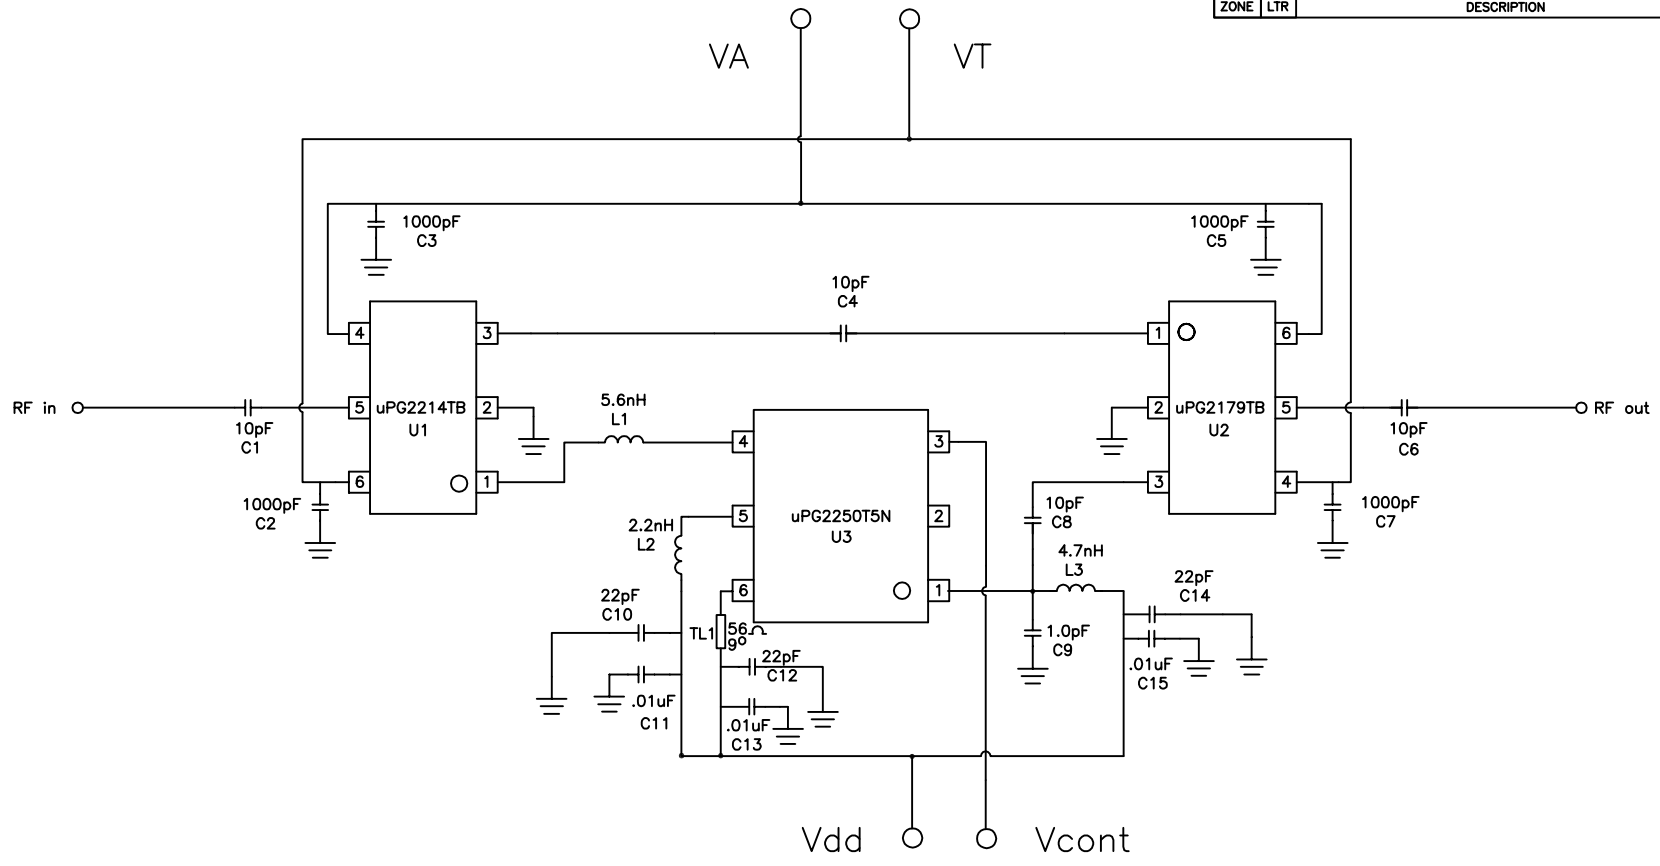 ZONE LTR DESCRIPTION
VA VT
1000pF
C3
1000pF
C5
10pF
C4
4 3 1 6
RF in
10pF
C1
5 uPG2214TB 2
U1
5.6nH
L1
2 uPG2179TB 5
U2
10pF
C6
RF out
6 1
1000pF
C2
4 3
5 uPG2250T5N 2
U3
6 1
3 4
10pF
C8
1000pF
C7
2.2nH
L2
4.7nH
L3
22pF
C14
22pF
C10
TL1 56
9°
1.0pF
C9
.01uF
C15
22pF
C12
.01uF
C11
.01uF
C13
Vdd Vcont